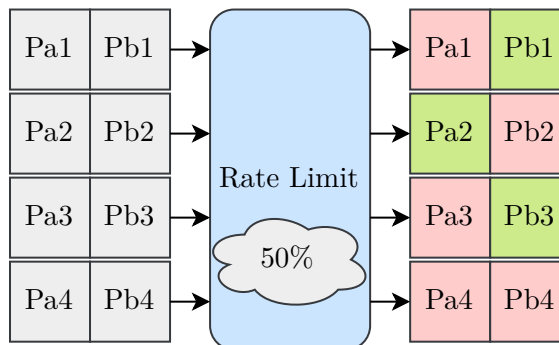 Pa1 Pb1 Pa1 Pb1
Pa2 Pb2 Pa2 Pb2
Rate Limit
Pa3 Pb3 Pa3 Pb3
50%
Pa4 Pb4 Pa4 Pb4